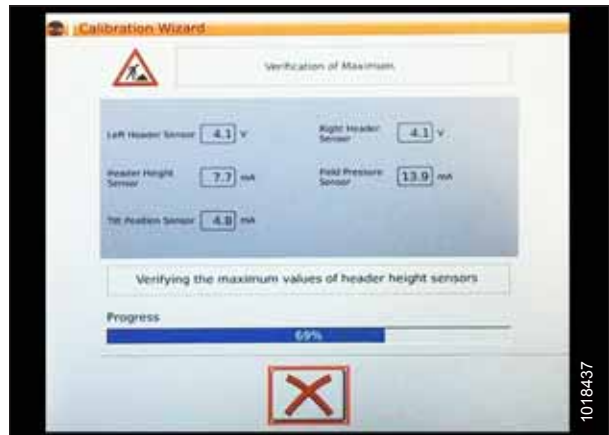 Calibration Wizard
Verification of Maximum
Left Header Sensor 4.1 V
Right Header Sensor 4.1 V
Header Height Sensor 7.7 mA
Field Pressure Sensor 13.9 mA
Tilt Position Sensor 4.8 mA
Verifying the maximum values of header height sensors
Progress
69%
1018437